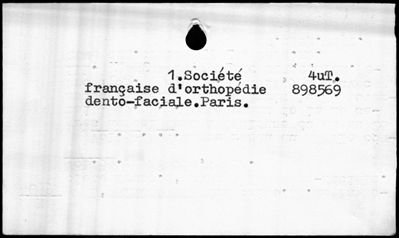 1.Société 4uT.
française d'orthopédie 898569
dento-faciale.Paris.